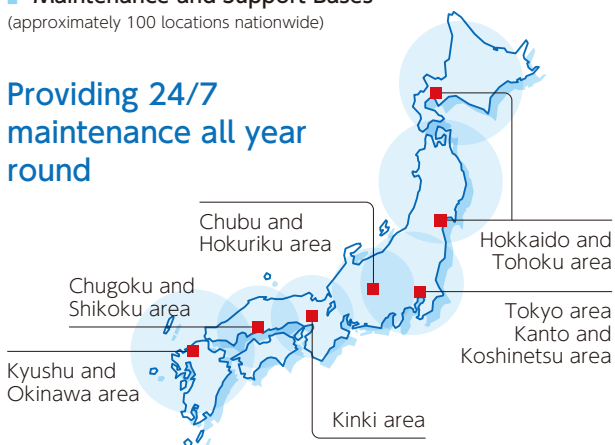 Maintenance and Support Bases
(approximately 100 locations nationwide)
Providing 24/7
maintenance all year
round
Chubu and
Hokuriku area
Hokkaido and
Tohoku area
Chugoku and
Shikoku area
Tokyo area
Kanto and
Koshinetsu area
Kyushu and
Okinawa area
Kinki area